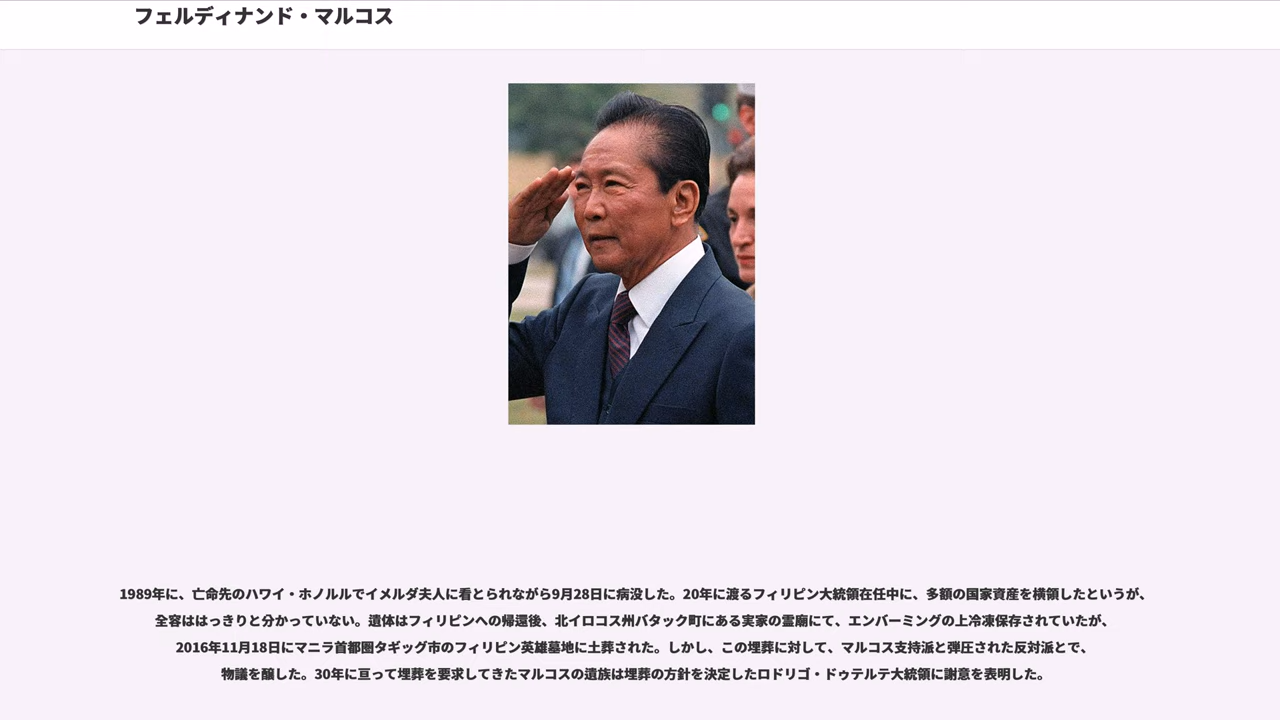 フェルディナンド・マルコス
1989年に、亡命先のハワイ・ホノルルでイメルダ夫人に看とられながら9月28日に病没した。20年に渡るフィリピン大統領在任中に、多額の国家資産を横領したというが、
全容ははっきりと分かっていない。遺体はフィリピンへの帰還後、北イロコス州バタック町にある実家の霊廟にて、エンバーミングの上冷凍保存されていたが、
2016年11月18日にマニラ首都圏タギッグ市のフィリピン英雄墓地に土葬された。しかし、この埋葬に対して、マルコス支持派と弾圧された反対派とで、
物議を醸した。30年に亘って埋葬を要求してきたマルコスの遺族は埋葬の方針を決定したロドリゴ・ドゥテルテ大統領に謝意を表明した。